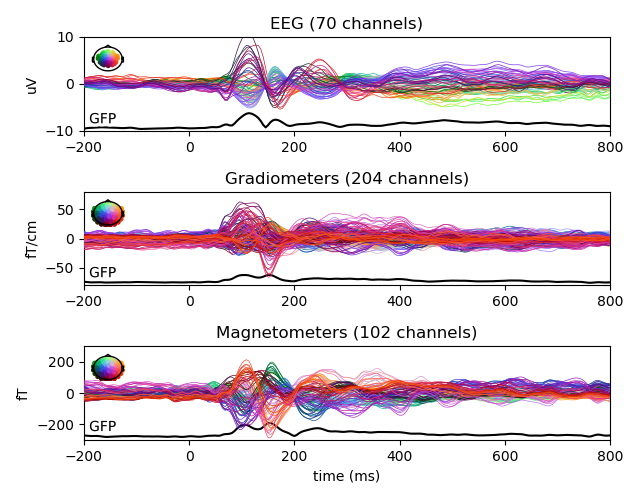 EEG (70 channels)
10
0
−10
uV
GFP
−200 0 200 400 600 800
Gradiometers (204 channels)
50
0
−50
fT/cm
GFP
−200 0 200 400 600 800
Magnetometers (102 channels)
200
0
−200
fT
GFP
−200 0 200 400 600 800
time (ms)